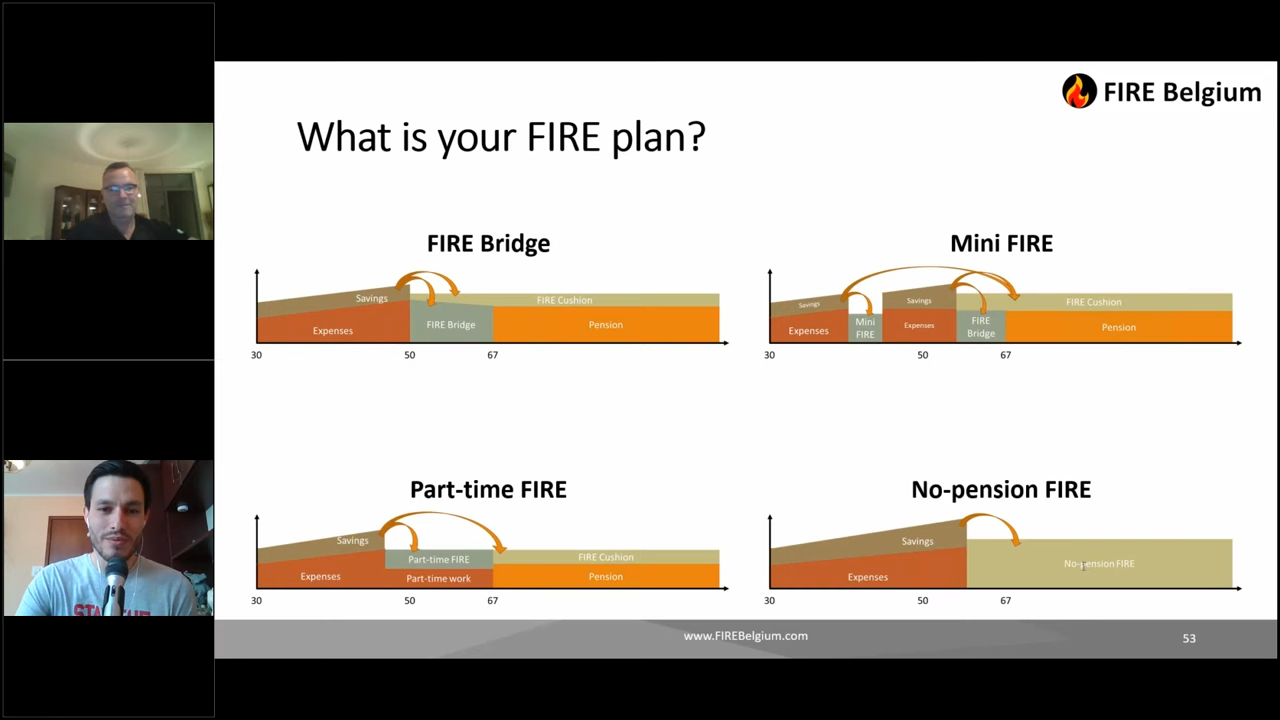 FIRE Belgium
What is your FIRE plan?
FIRE Bridge
Savings
FIRE Cushion
Expenses
FIRE Bridge
Pension
30
50
67
Mini FIRE
Savings
Savings
FIRE Cushion
Expenses
Mini
FIRE
Expenses
FIRE
Bridge
Pension
30
50
67
Part-time FIRE
Savings
Part-time FIRE
FIRE Cushion
Expenses
Part-time work
Pension
30
50
67
No-pension FIRE
Savings
No-pension FIRE
Expenses
30
50
67
www.FIREBelgium.com
53